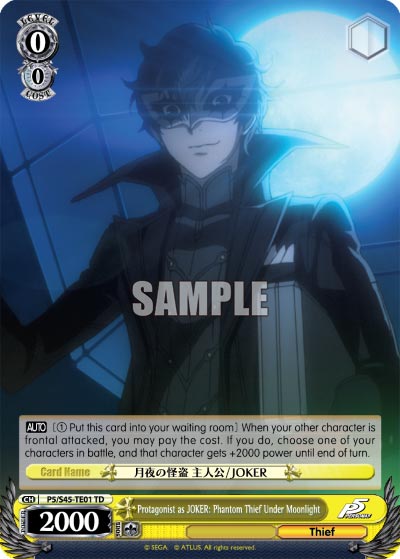 LEVEL
0
0
COST
SAMPLE
AUTO [① Put this card into your waiting room] When your other character is
frontal attacked, you may pay the cost. If you do, choose one of your
characters in battle, and that character gets +2000 power until end of turn.
Card Name 月夜の怪盗 主人公/JOKER
CH P5/S45-TE01 TD
Protagonist as JOKER: Phantom Thief Under Moonlight
2000
Thief
P5 PERSONA5
© SEGA. © ATLUS. All rights reserved.